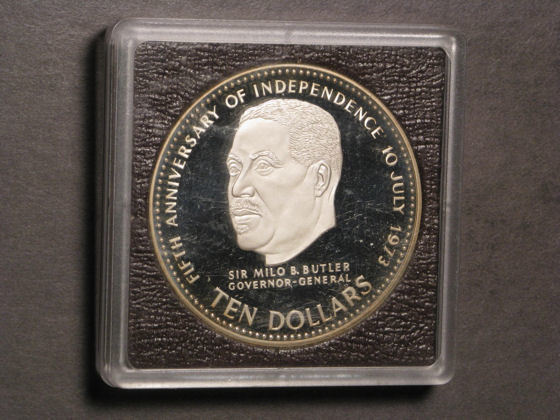 FIFTH ANNIVERSARY OF INDEPENDENCE 10 JULY 1973
SIR MILO B. BUTLER
GOVERNOR-GENERAL
TEN DOLLARS